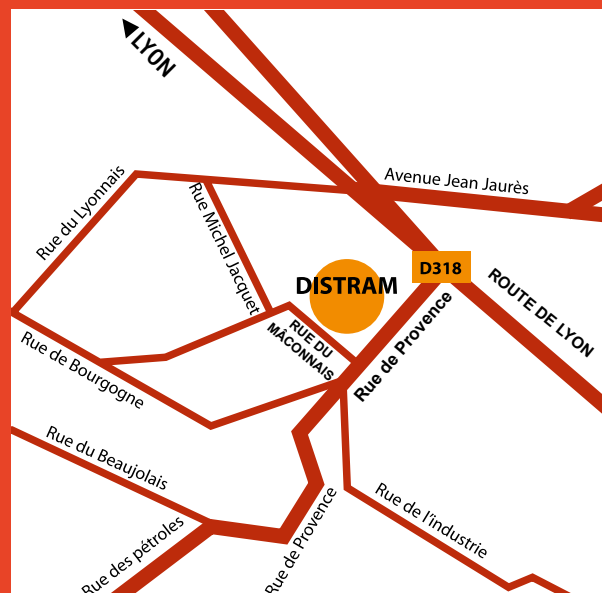 LYON
Avenue Jean Jaurès
Rue du Lyonnais
Rue Michel Jacquet
D318
DISTRAM
ROUTE DE LYON
RUE DU
MÂCONNAIS
Rue de Provence
Rue de Bourgogne
Rue du Beaujolais
Rue de l'industrie
Rue des pétroles
Rue de Provence